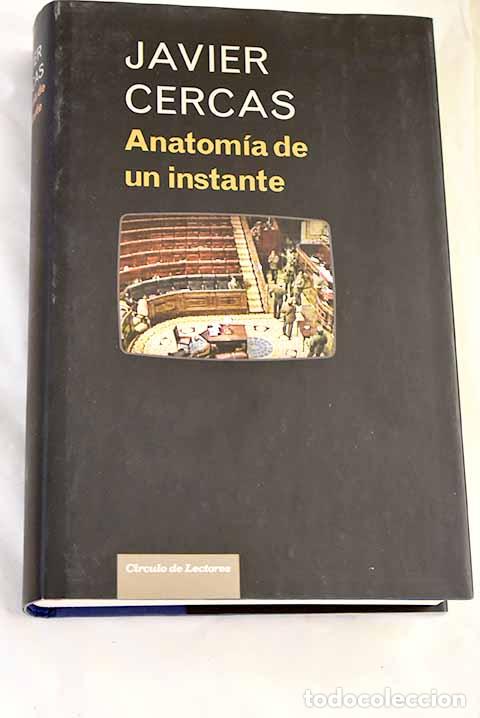 JAVIER
CERCAS
Anatomía de
un instante
Círculo de Lectores
todocoleccion